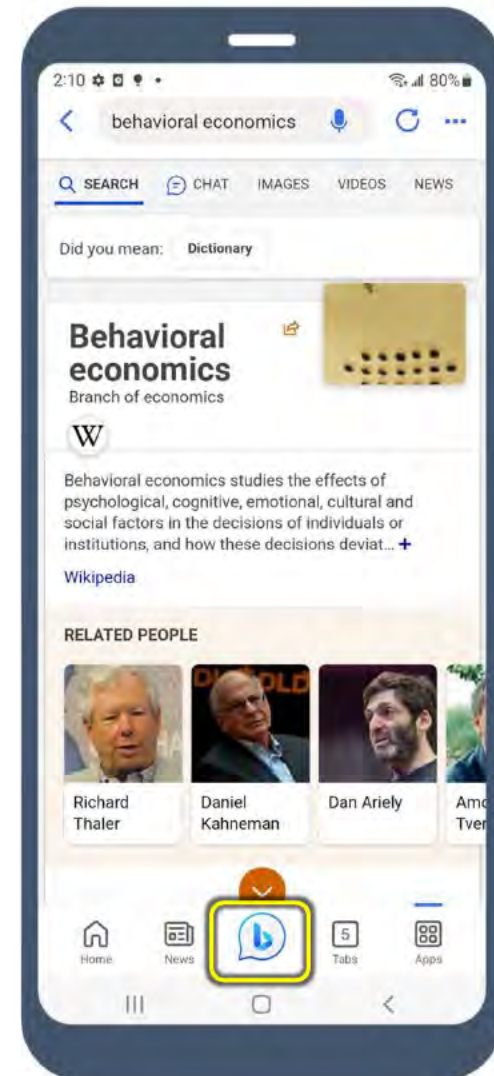 2:10
80%
behavioral economics
SEARCH CHAT IMAGES VIDEOS NEWS
Did you mean: Dictionary
Behavioral
economics
Branch of economics
W
Behavioral economics studies the effects of
psychological, cognitive, emotional, cultural and
social factors in the decisions of individuals or
institutions, and how these decisions deviat... +
Wikipedia
RELATED PEOPLE
Richard
Thaler
Daniel
Kahneman
Dan Ariely
Amo
Tver
Home
News
5
Tabs
Apps